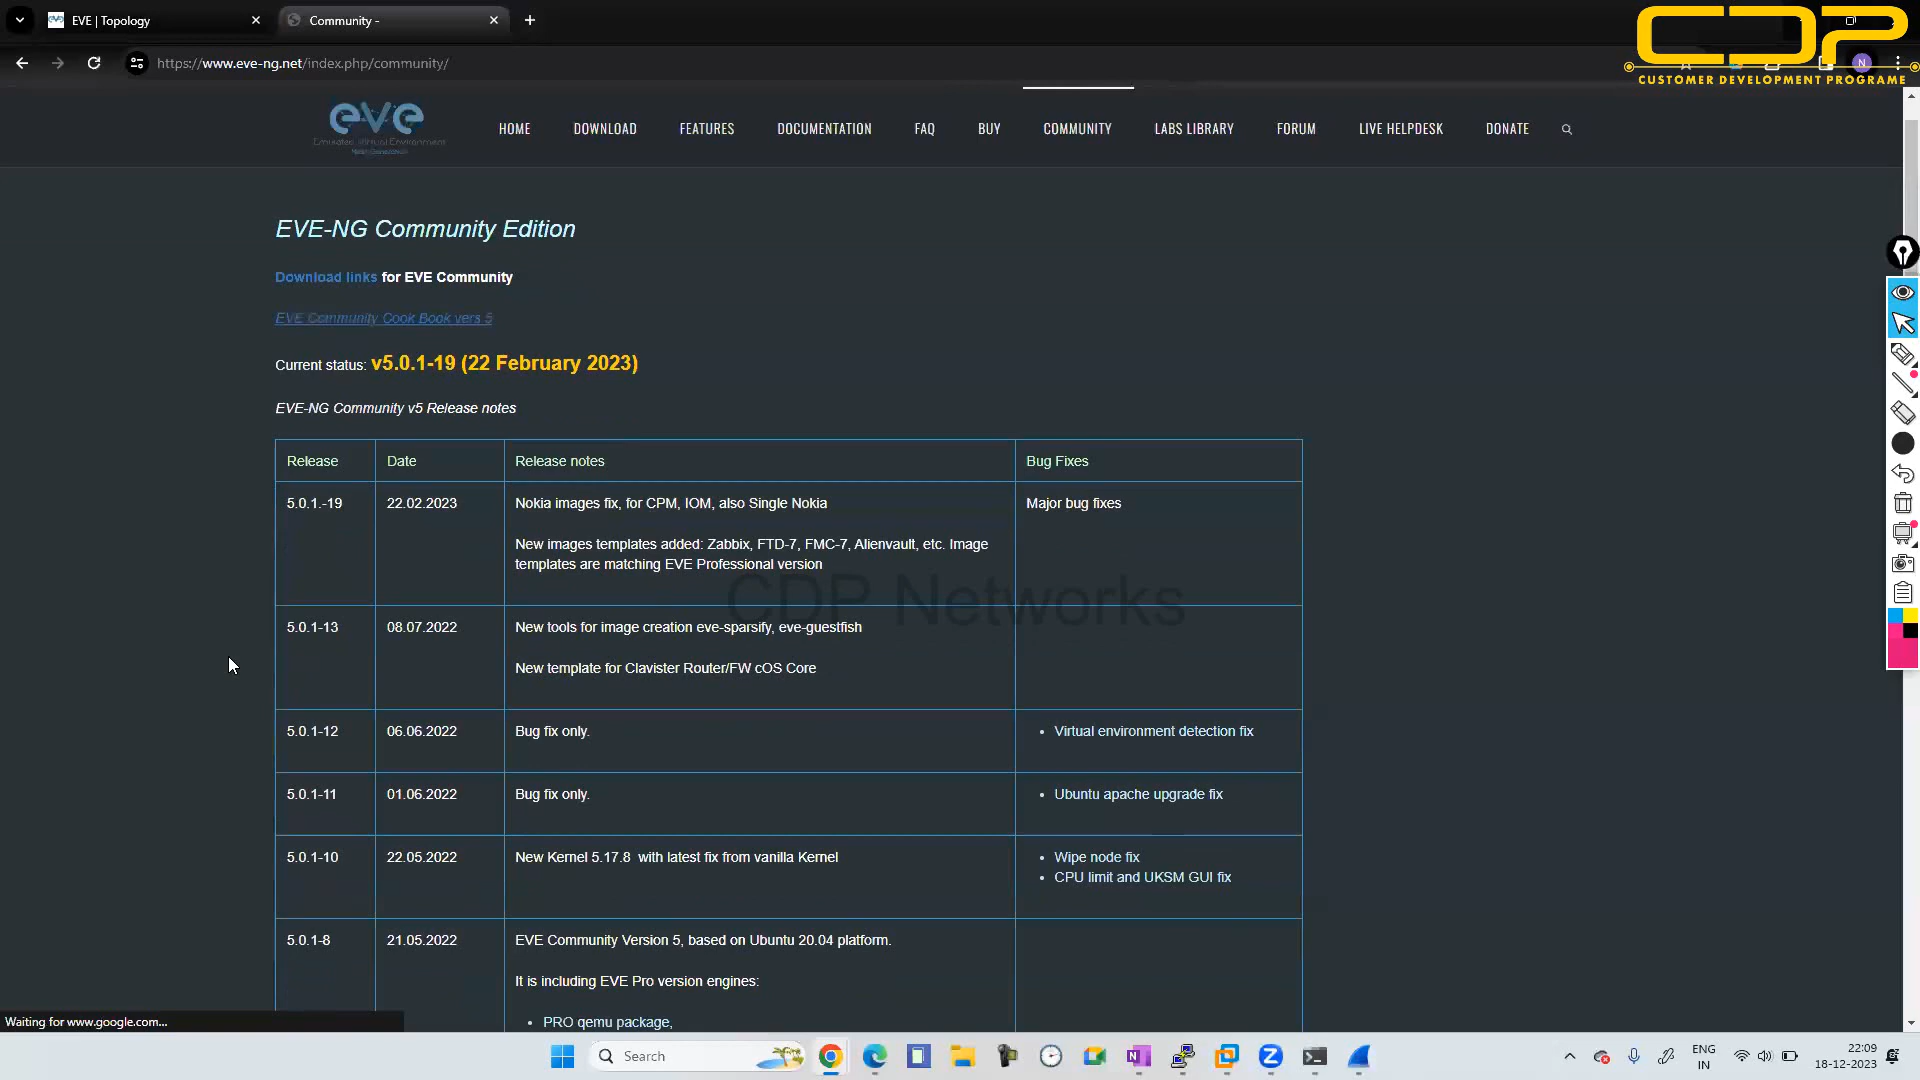 EVE | Topology
Community -
CDP
CUSTOMER DEVELOPMENT PROGRAME
https://www.eve-ng.net/index.php/community/
N
eve
Emulated Virtual Environment
Next Generation
HOME
DOWNLOAD
FEATURES
DOCUMENTATION
FAQ
BUY
COMMUNITY
LABS LIBRARY
FORUM
LIVE HELPDESK
DONATE
EVE-NG Community Edition
Download links for EVE Community
EVE Community Cook Book vers 5
Current status: v5.0.1-19 (22 February 2023)
EVE-NG Community v5 Release notes
Release Date Release notes Bug Fixes
5.0.1.-19 22.02.2023 Nokia images fix, for CPM, IOM, also Single Nokia Major bug fixes
New images templates added: Zabbix, FTD-7, FMC-7, Alienvault, etc. Image
templates are matching EVE Professional version
CDP Networks
5.0.1-13 08.07.2022 New tools for image creation eve-sparsify, eve-guestfish
New template for Clavister Router/FW cOS Core
5.0.1-12 06.06.2022 Bug fix only. • Virtual environment detection fix
5.0.1-11 01.06.2022 Bug fix only. • Ubuntu apache upgrade fix
5.0.1-10 22.05.2022 New Kernel 5.17.8 with latest fix from vanilla Kernel • Wipe node fix
• CPU limit and UKSM GUI fix
5.0.1-8 21.05.2022 EVE Community Version 5, based on Ubuntu 20.04 platform.
It is including EVE Pro version engines:
• PRO qemu package,
Waiting for www.google.com...
Search
ENG
IN
22:09
18-12-2023